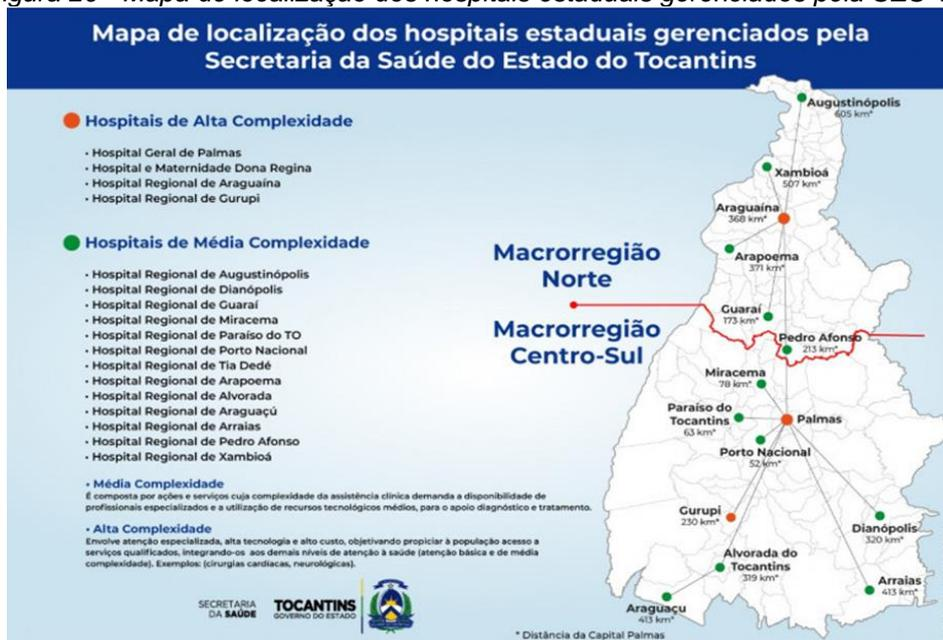 Mapa de localização dos hospitais estaduais gerenciados pela
Secretaria da Saúde do Estado do Tocantins
Hospitais de Alta Complexidade
• Hospital Geral de Palmas
• Hospital e Maternidade Dona Regina
• Hospital Regional de Araguaína
• Hospital Regional de Gurupi
Hospitais de Média Complexidade
• Hospital Regional de Augustinópolis
• Hospital Regional de Dianópolis
• Hospital Regional de Guaraí
• Hospital Regional de Miracema
• Hospital Regional de Paraíso do TO
• Hospital Regional de Porto Nacional
• Hospital Regional de Tia Dedé
• Hospital Regional de Arapoema
• Hospital Regional de Alvorada
• Hospital Regional de Araguaçú
• Hospital Regional de Arraias
• Hospital Regional de Pedro Afonso
• Hospital Regional de Xambioá
• Média Complexidade
É composta por ações e serviços cuja complexidade da assistência clínica demanda a disponibilidade de
profissionais especializados e a utilização de recursos tecnológicos médios, para o apoio diagnóstico e tratamento.
• Alta Complexidade
Envolve atenção especializada, alta tecnologia e alto custo, objetivando propiciar à população acesso a
serviços qualificados, integrando-os aos demais níveis de atenção à saúde (atenção básica e de média
complexidade). Exemplos: (cirurgias cardíacas, neurológicas).
SECRETARIA
DA SAÚDE
TOCANTINS
GOVERNO DO ESTADO
Macrorregião
Norte
Macrorregião
Centro-Sul
Augustinópolis
605 km*
Xambioá
507 km*
Araguaína
368 km*
Arapoema
371 km*
Guaraí
173 km*
Pedro Afonso
213 km*
Miracema
78 km*
Paraíso do
Tocantins
63 km*
Palmas
Porto Nacional
52 km*
Gurupi
230 km*
Dianópolis
320 km*
Alvorada do
Tocantins
319 km*
Arraias
413 km*
Araguaçu
413 km*
* Distância da Capital Palmas